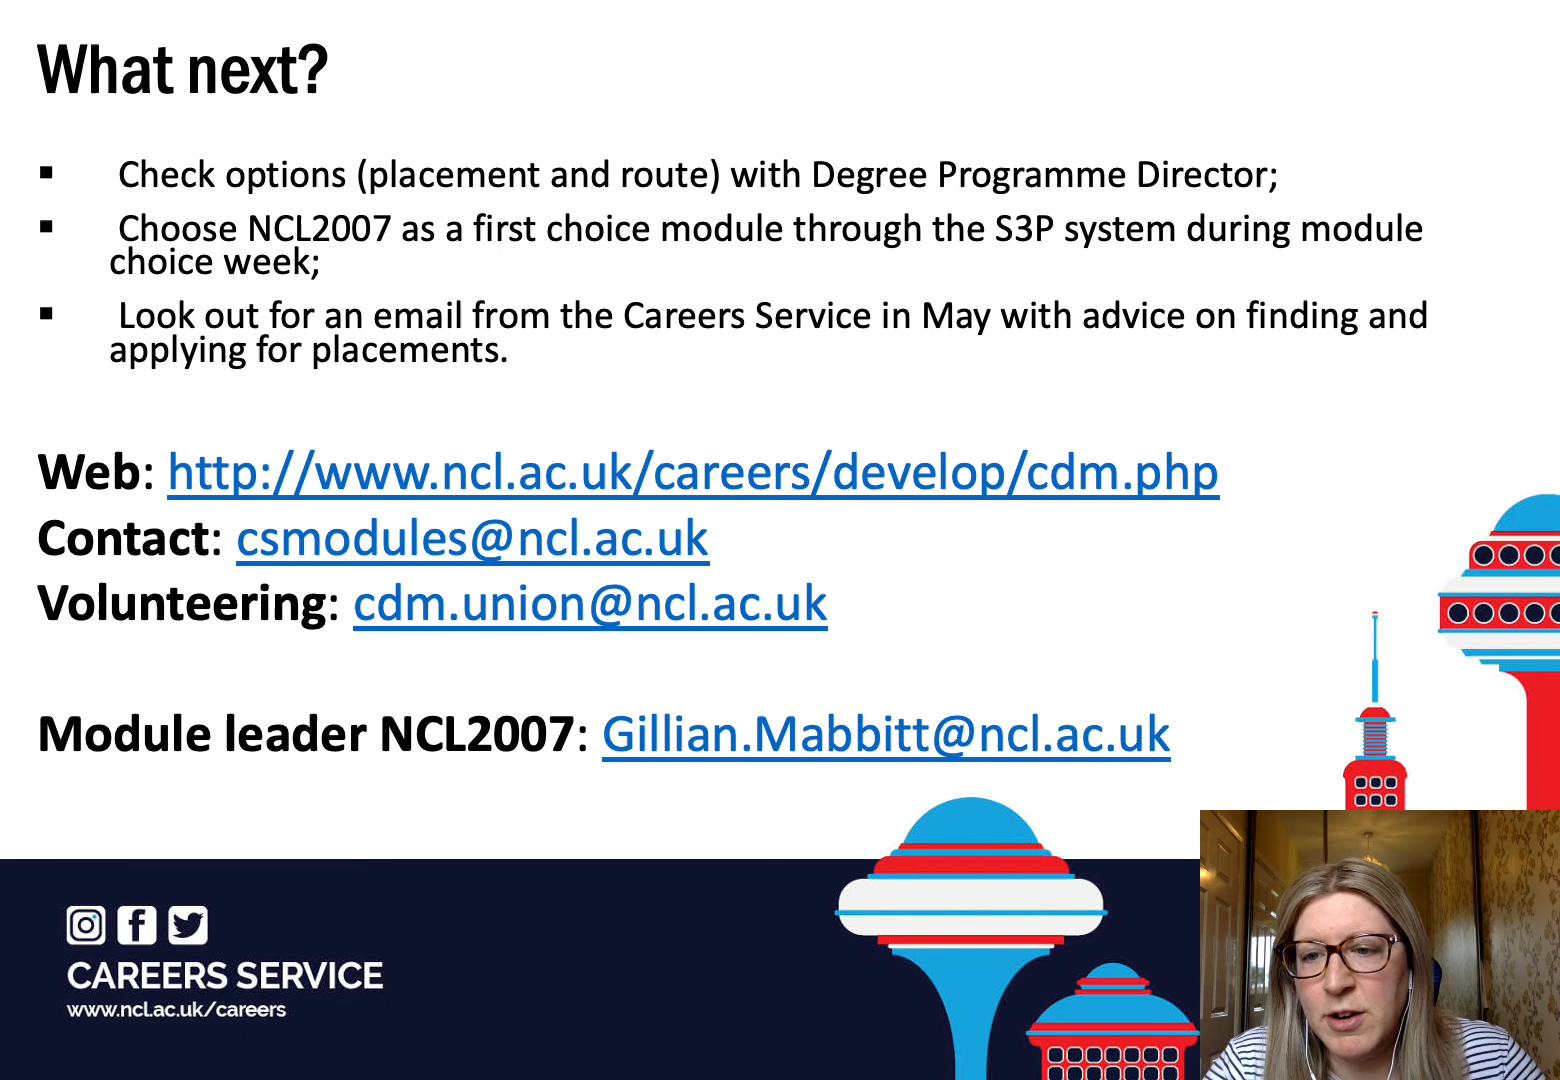 What next?
▪ Check options (placement and route) with Degree Programme Director;
▪ Choose NCL2007 as a first choice module through the S3P system during module
choice week;
▪ Look out for an email from the Careers Service in May with advice on finding and
applying for placements.
Web: http://www.ncl.ac.uk/careers/develop/cdm.php
Contact: csmodules@ncl.ac.uk
Volunteering: cdm.union@ncl.ac.uk
Module leader NCL2007: Gillian.Mabbitt@ncl.ac.uk
CAREERS SERVICE
www.ncl.ac.uk/careers